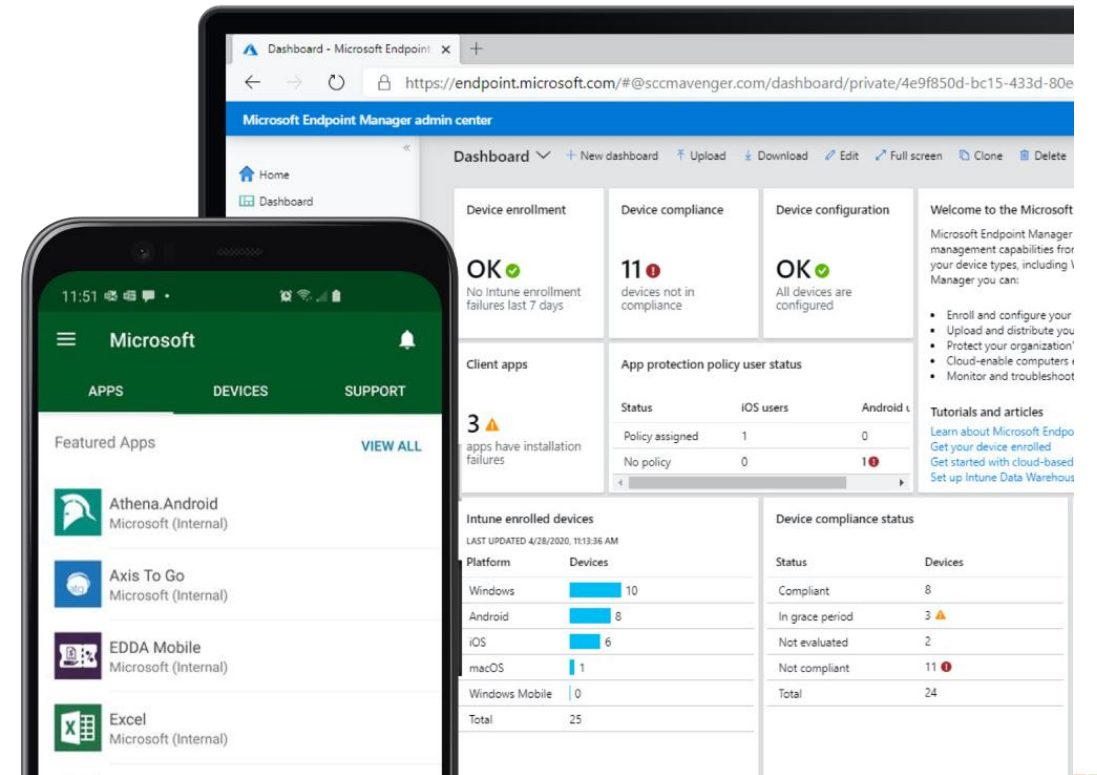 Dashboard - Microsoft Endpoint
https://endpoint.microsoft.com/#@sccmavenger.com/dashboard/private/4e9f850d-bc15-433d-80e
Microsoft Endpoint Manager admin center
«
Home
Dashboard
Dashboard
New dashboard Upload Download Edit Full screen Clone Delete
Device enrollment
OK
No Intune enrollment
failures last 7 days
Device compliance
11
devices not in
compliance
Device configuration
OK
All devices are
configured
Welcome to the Microsoft
Microsoft Endpoint Manager
management capabilities from
your device types, including
Manager you can:
• Enroll and configure your
• Upload and distribute you
• Protect your organization'
• Cloud-enable computers
• Monitor and troubleshoot
Tutorials and articles
Learn about Microsoft Endpo
Get your device enrolled
Get started with cloud-based
Set up Intune Data Warehous
Client apps
3
apps have installation
failures
App protection policy user status
Status iOS users Android u
Policy assigned 1 0
No policy 0 1
Intune enrolled devices
LAST UPDATED 4/28/2020, 11:13:36 AM
Platform Devices
Windows 10
Android 8
iOS 6
macOS 1
Windows Mobile 0
Total 25
Device compliance status
Status Devices
Compliant 8
In grace period 3
Not evaluated 2
Not compliant 11
Total 24
11:51
Microsoft
APPS DEVICES SUPPORT
Featured Apps VIEW ALL
Athena.Android
Microsoft (Internal)
atg
Axis To Go
Microsoft (Internal)
EDDA Mobile
Microsoft (Internal)
Excel
Microsoft (Internal)